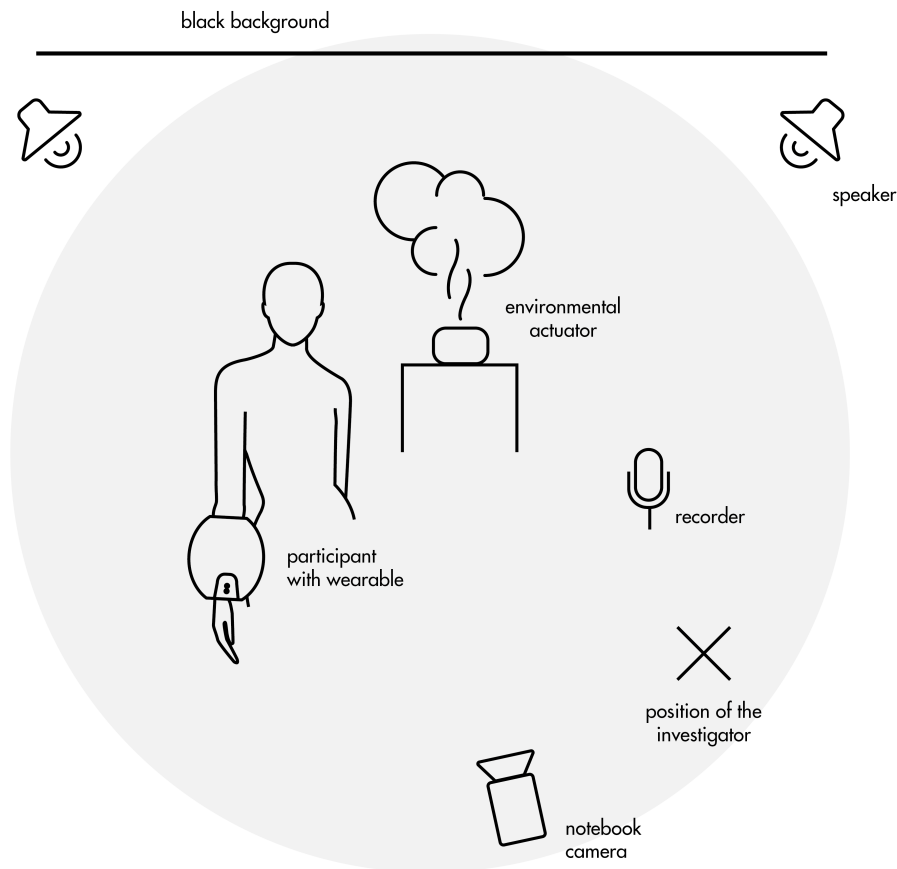 black background
speaker
environmental
actuator
recorder
participant
with wearable
position of the
investigator
notebook
camera